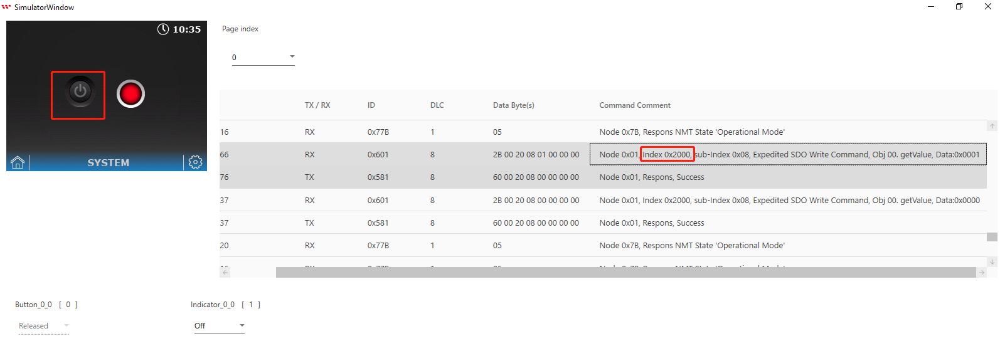 SimulatorWindow
10:35
SYSTEM
Page index
0
TX / RX ID DLC Data Byte(s) Command Comment
16 RX 0x77B 1 05 Node 0x7B, Respons NMT State 'Operational Mode'
66 RX 0x601 8 2B 00 20 08 01 00 00 00 Node 0x01, Index 0x2000, sub-Index 0x08, Expedited SDO Write Command, Obj 00. getValue, Data:0x0001
76 TX 0x581 8 60 00 20 08 00 00 00 00 Node 0x01, Respons, Success
37 RX 0x601 8 2B 00 20 08 00 00 00 00 Node 0x01, Index 0x2000, sub-Index 0x08, Expedited SDO Write Command, Obj 00. getValue, Data:0x0000
37 TX 0x581 8 60 00 20 08 00 00 00 00 Node 0x01, Respons, Success
20 RX 0x77B 1 05 Node 0x7B, Respons NMT State 'Operational Mode'
Button_0_0 [ 0 ] Indicator_0_0 [ 1 ]
Released Off